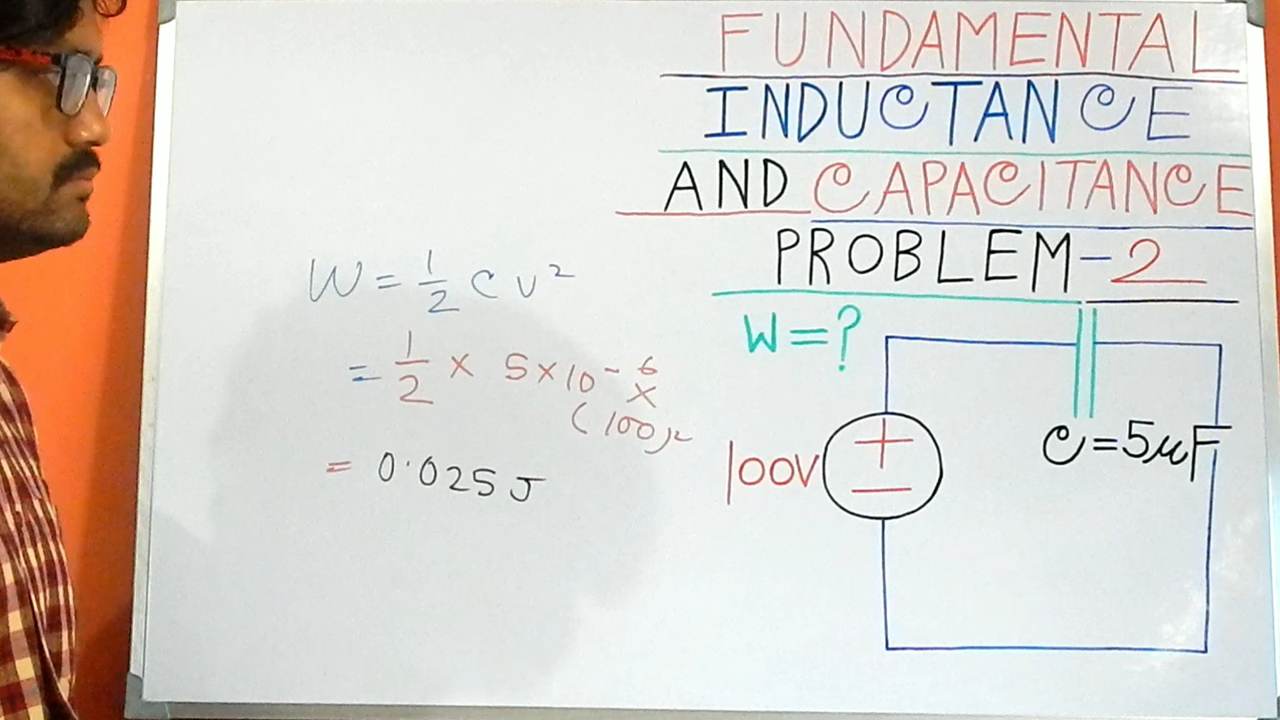 FUNDAMENTAL
INDUCTANCE
AND CAPACITANCE
PROBLEM-2
W = 1/2 C V²
= 1/2 × 5×10⁻⁶ ×
(100)²
= 0.025 J
W=?
100V
+
−
C=5μF